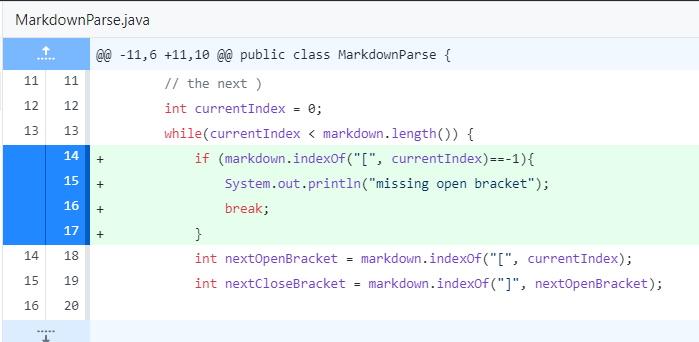 MarkdownParse.java
@@ -11,6 +11,10 @@ public class MarkdownParse {
11 11 // the next )
12 12 int currentIndex = 0;
13 13 while(currentIndex < markdown.length()) {
14 + if (markdown.indexOf("[", currentIndex)==-1){
15 + System.out.println("missing open bracket");
16 + break;
17 + }
14 18 int nextOpenBracket = markdown.indexOf("[", currentIndex);
15 19 int nextCloseBracket = markdown.indexOf("]", nextOpenBracket);
16 20